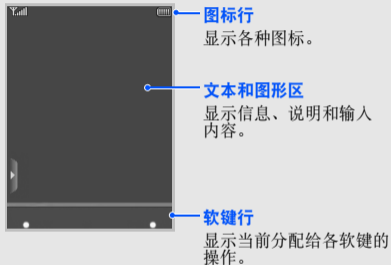 图标行
显示各种图标。
文本和图形区
显示信息、说明和输入
内容。
软键行
显示当前分配给各软键的
操作。